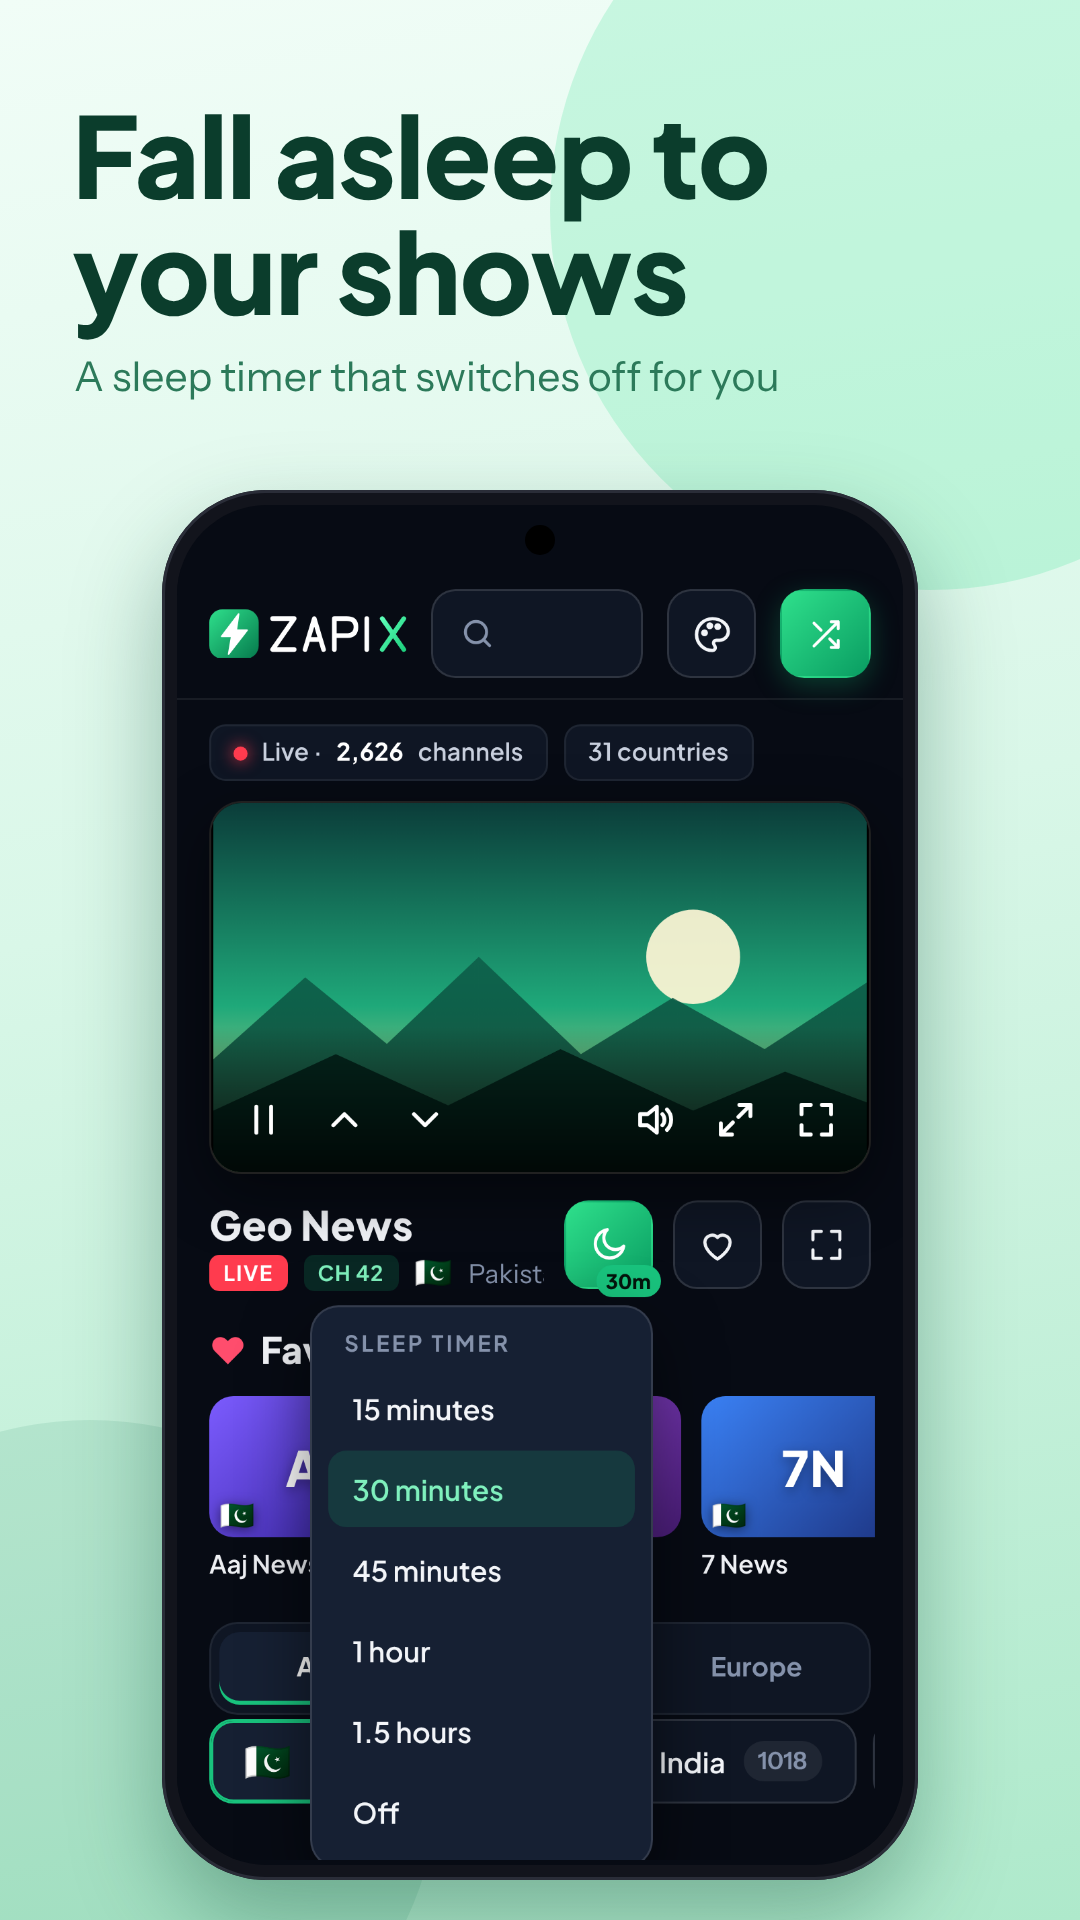 Fall asleep to
your shows
A sleep timer that switches off for you
ZAPIX
Live · 2,626 channels
31 countries
Geo News
LIVE
CH 42
30m
SLEEP TIMER
15 minutes
30 minutes
45 minutes
1 hour
1.5 hours
Off
7N
Aaj News
7 News
Europe
India 1018